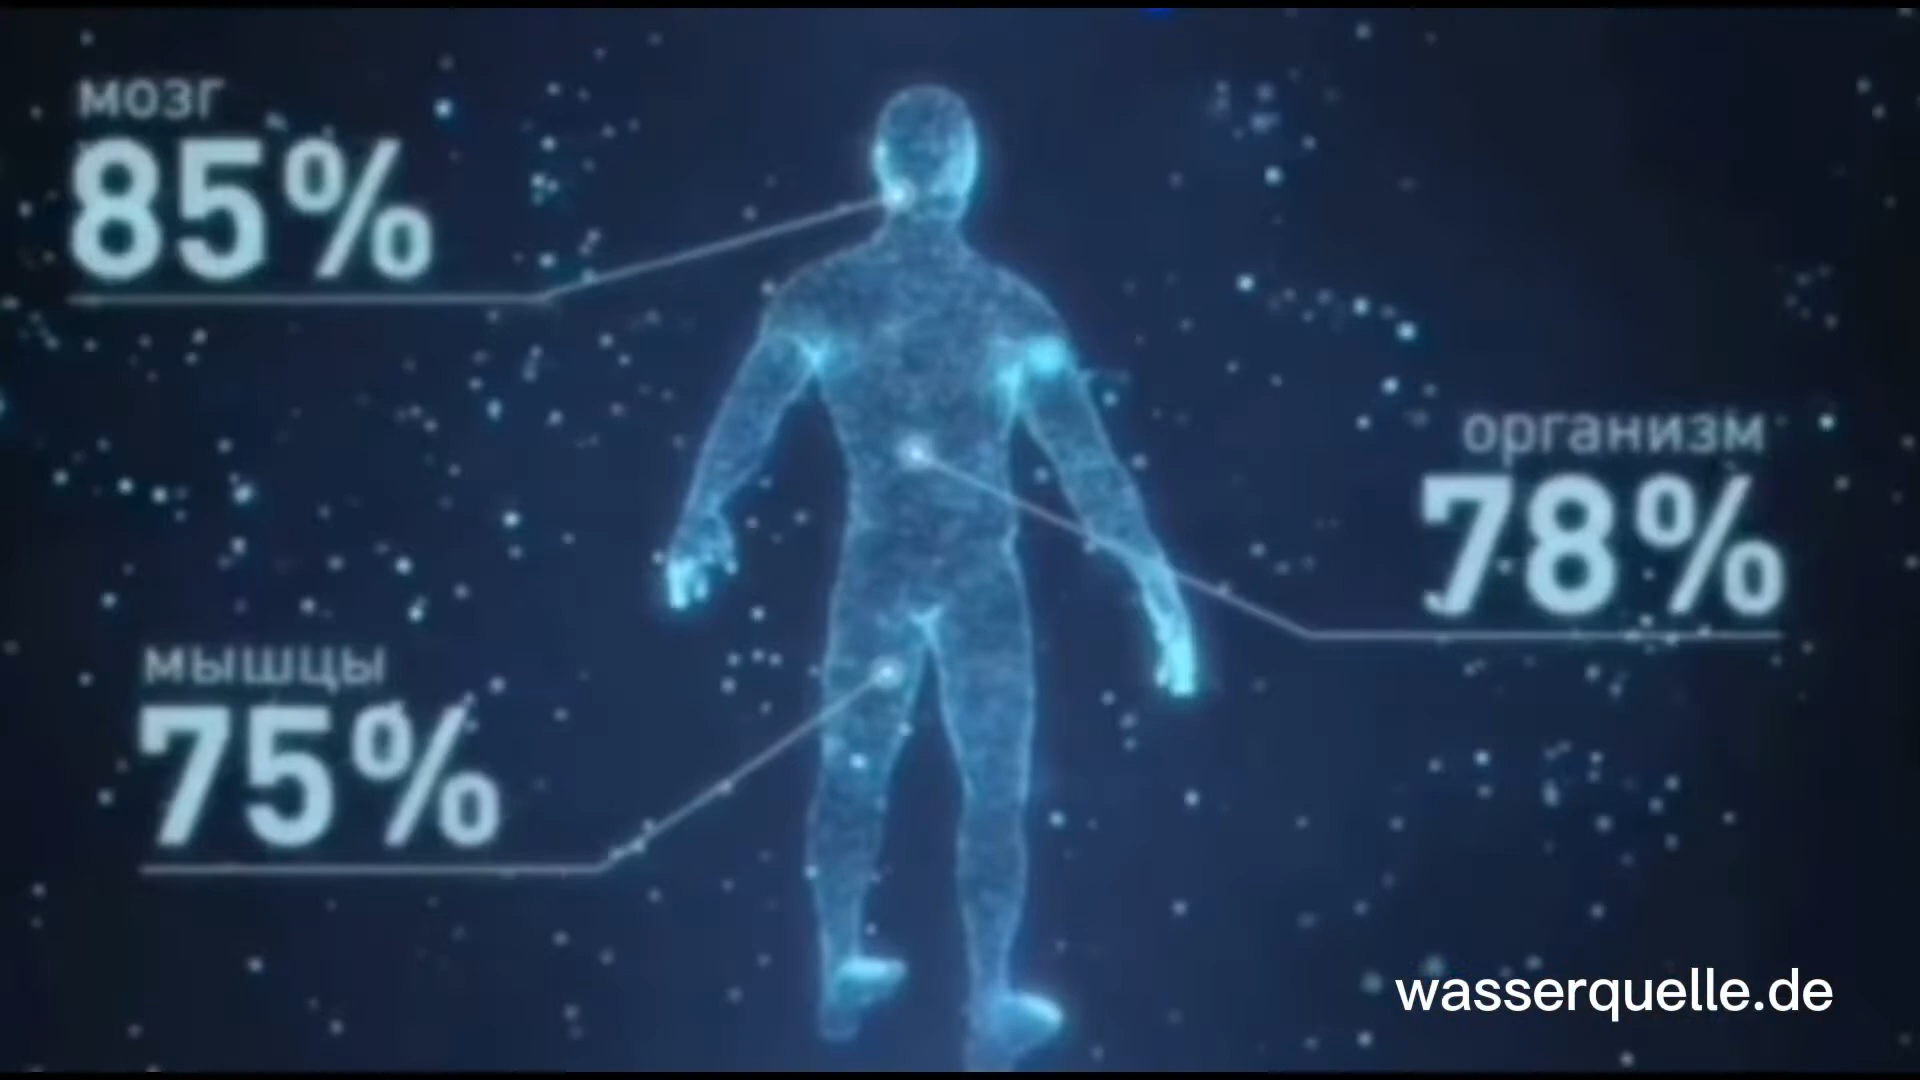 мозг
85%
организм
78%
мышцы
75%
wasserquelle.de